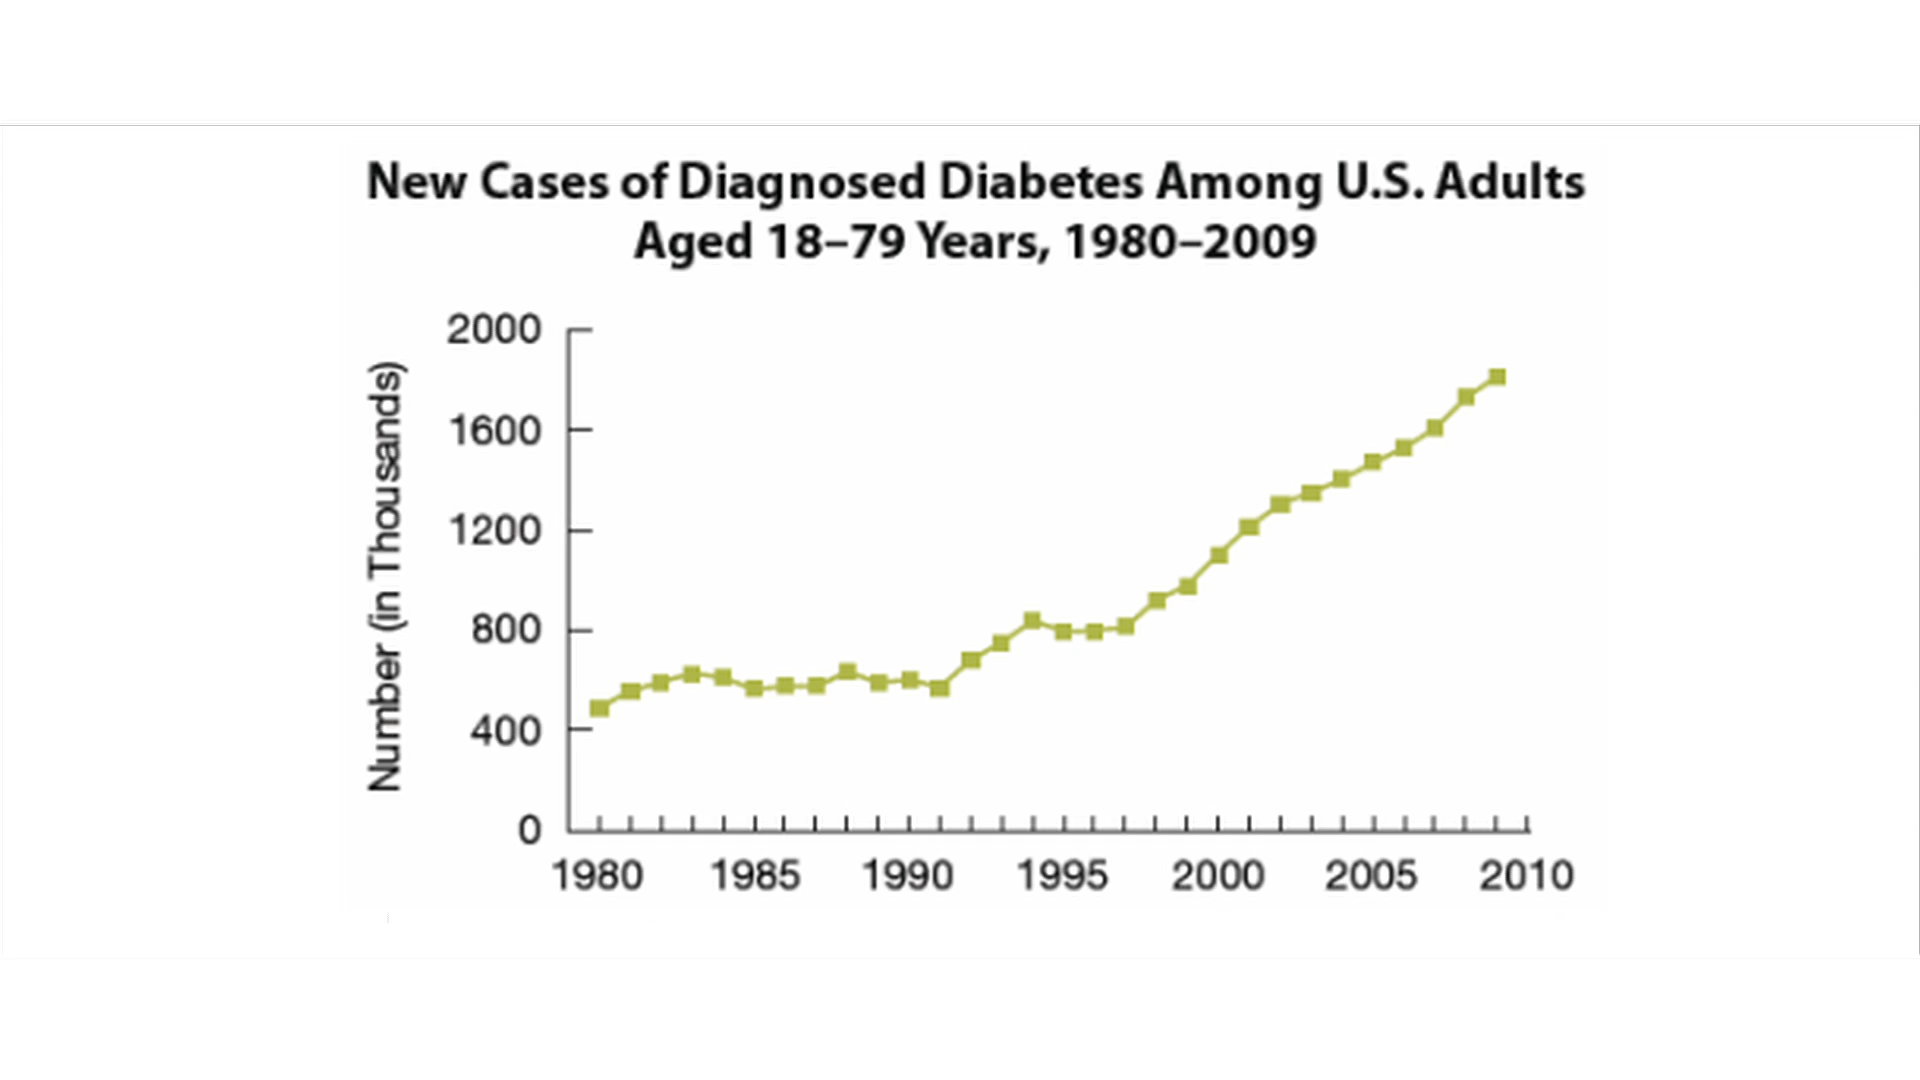 New Cases of Diagnosed Diabetes Among U.S. Adults
Aged 18–79 Years, 1980–2009
Number (in Thousands)
2000
1600
1200
800
400
0
1980 1985 1990 1995 2000 2005 2010